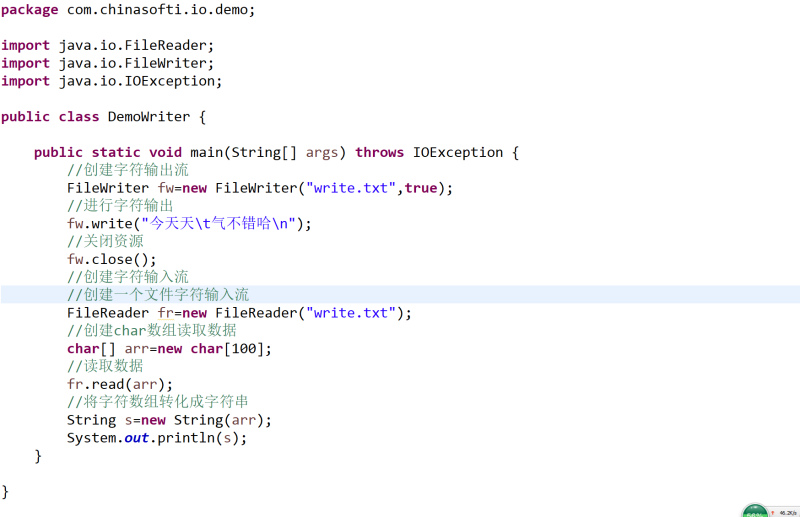 package com.chinasofti.io.demo;
import java.io.FileReader;
import java.io.FileWriter;
import java.io.IOException;
public class DemoWriter {
public static void main(String[] args) throws IOException {
//创建字符输出流
FileWriter fw=new FileWriter("write.txt",true);
//进行字符输出
fw.write("今天天\t气不错哈\n");
//关闭资源
fw.close();
//创建字符输入流
//创建一个文件字符输入流
FileReader fr=new FileReader("write.txt");
//创建char数组读取数据
char[] arr=new char[100];
//读取数据
fr.read(arr);
//将字符数组转化成字符串
String s=new String(arr);
System.out.println(s);
}
}
46.2K/s